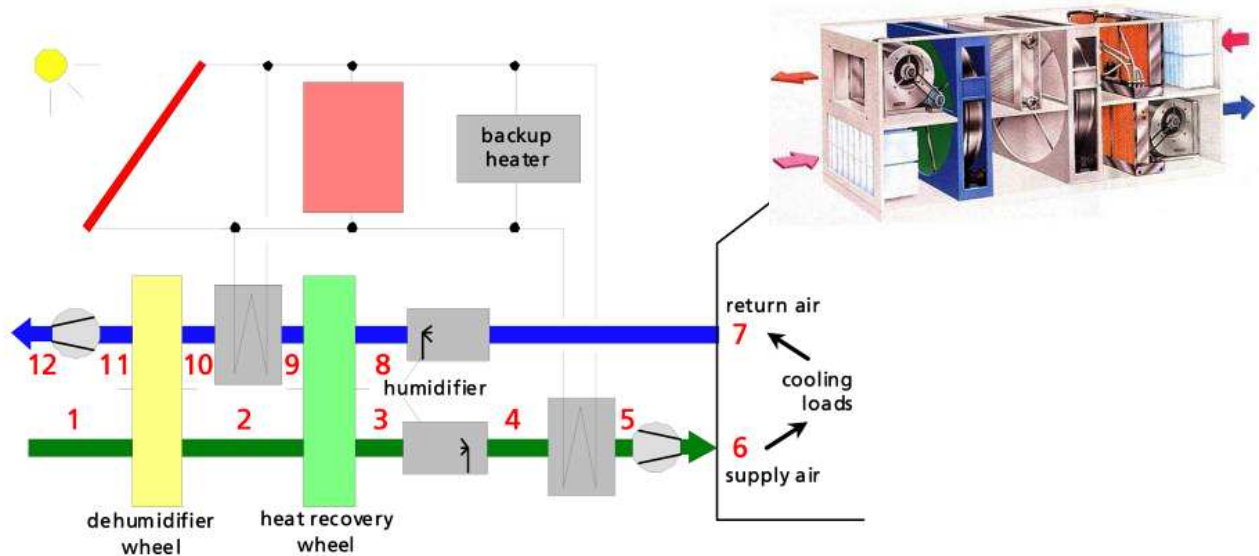 backup
heater
return air
7
12 11 10 9 8
humidifier
cooling
loads
1 2 3 4 5
6
supply air
dehumidifier
wheel
heat recovery
wheel